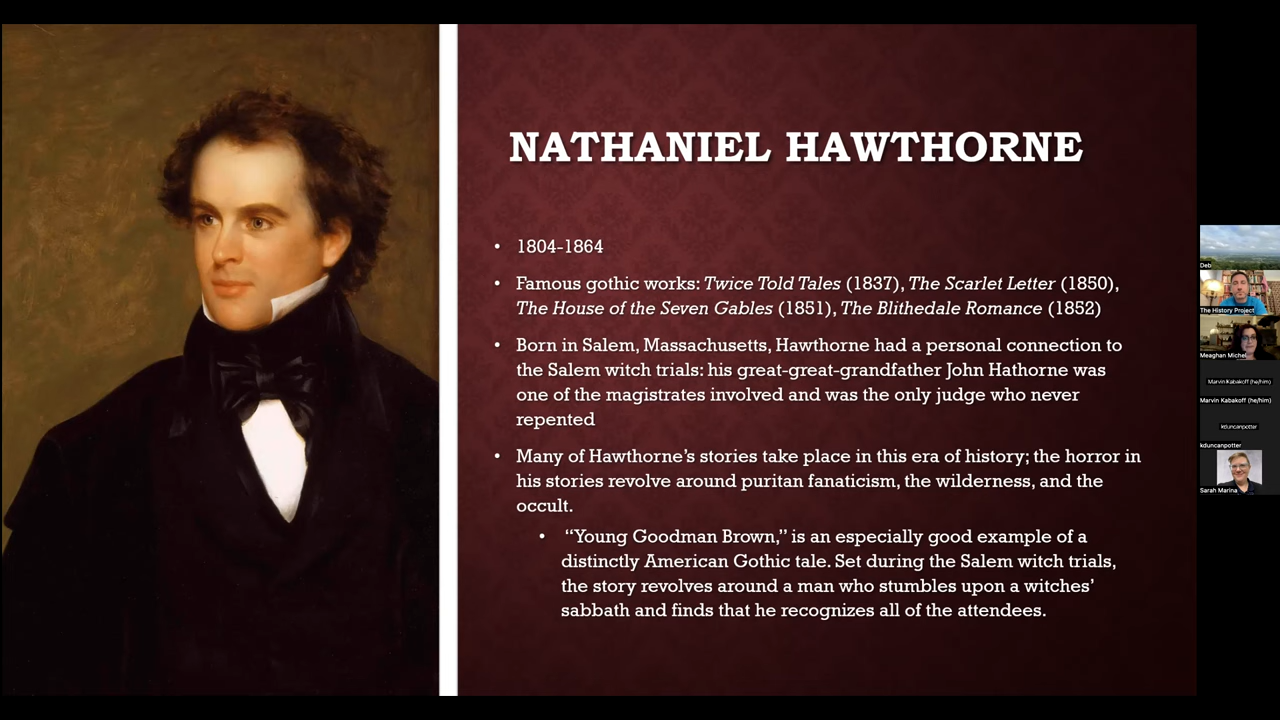 NATHANIEL HAWTHORNE
• 1804-1864
• Famous gothic works: Twice Told Tales (1837), The Scarlet Letter (1850),
The House of the Seven Gables (1851), The Blithedale Romance (1852)
• Born in Salem, Massachusetts, Hawthorne had a personal connection to
the Salem witch trials: his great-great-grandfather John Hathorne was
one of the magistrates involved and was the only judge who never
repented
• Many of Hawthorne’s stories take place in this era of history; the horror in
his stories revolve around puritan fanaticism, the wilderness, and the
occult.
• “Young Goodman Brown,” is an especially good example of a
distinctly American Gothic tale. Set during the Salem witch trials,
the story revolves around a man who stumbles upon a witches’
sabbath and finds that he recognizes all of the attendees.
Deb
The History Project
Meaghan Michel
Marvin Kabakoff (he/him)
Marvin Kabakoff (he/him)
kduncanpotter
kduncanpotter
Sarah Marina